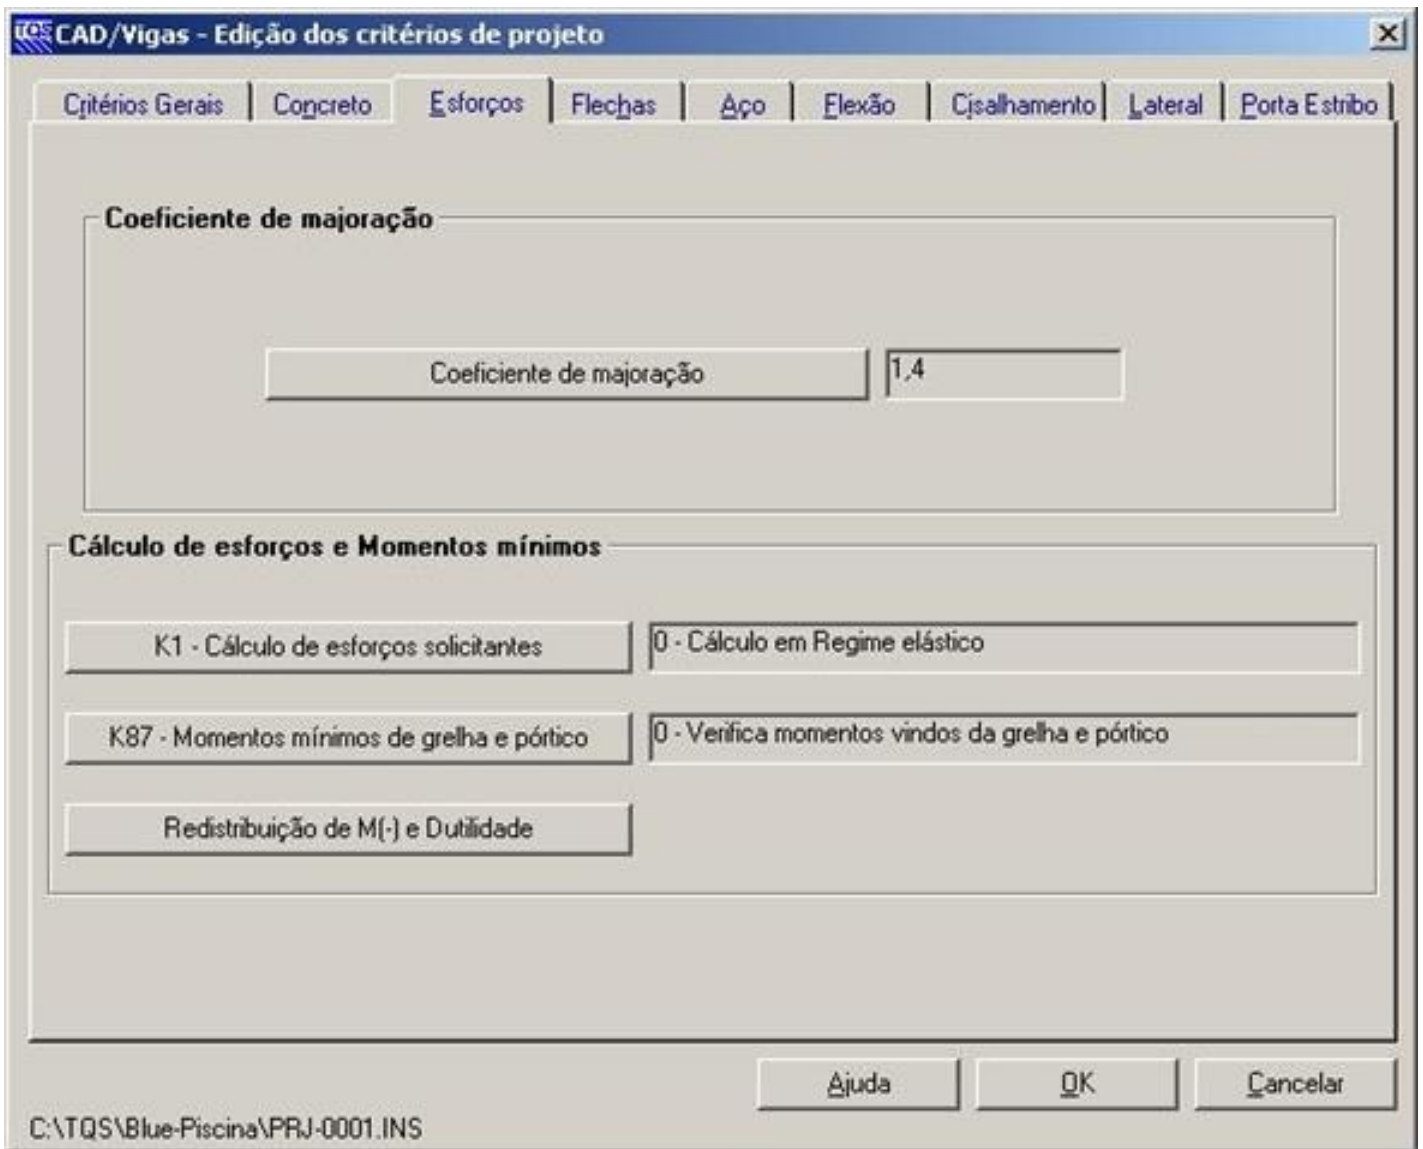 TQS CAD/Vigas - Edição dos critérios de projeto
Critérios Gerais Concreto Esforços Flechas Aço Flexão Cisalhamento Lateral Porta Estribo
Coeficiente de majoração
Coeficiente de majoração 1,4
Cálculo de esforços e Momentos mínimos
K1 - Cálculo de esforços solicitantes 0 - Cálculo em Regime elástico
K87 - Momentos mínimos de grelha e pórtico 0 - Verifica momentos vindos da grelha e pórtico
Redistribuição de M(-) e Dutilidade
Ajuda OK Cancelar
C:\TQS\Blue-Piscina\PRJ-0001.INS